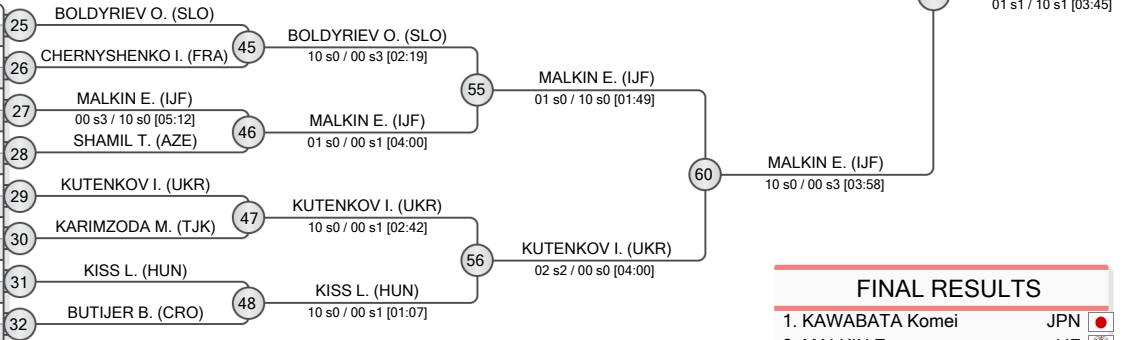 01 s1 / 10 s1 [03:45]
25
BOLDYRIEV O. (SLO)
45
BOLDYRIEV O. (SLO)
10 s0 / 00 s3 [02:19]
26
CHERNYSHENKO I. (FRA)
55
MALKIN E. (IJF)
01 s0 / 10 s0 [01:49]
27
MALKIN E. (IJF)
00 s3 / 10 s0 [05:12]
46
MALKIN E. (IJF)
01 s0 / 00 s1 [04:00]
28
SHAMIL T. (AZE)
60
MALKIN E. (IJF)
10 s0 / 00 s3 [03:58]
29
KUTENKOV I. (UKR)
47
KUTENKOV I. (UKR)
10 s0 / 00 s1 [02:42]
30
KARIMZODA M. (TJK)
56
KUTENKOV I. (UKR)
02 s2 / 00 s0 [04:00]
31
KISS L. (HUN)
48
KISS L. (HUN)
10 s0 / 00 s1 [01:07]
32
BUTIJER B. (CRO)
FINAL RESULTS
1. KAWABATA Komei JPN